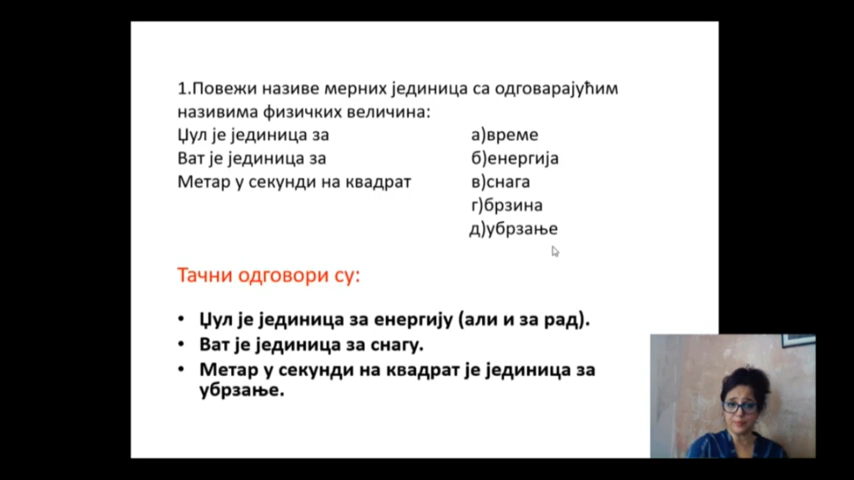 1.Повежи називе мерних јединица са одговарајућим
називима физичких величина:
Џул је јединица за а)време
Ват је јединица за б)енергија
Метар у секунди на квадрат в)снага
г)брзина
д)убрзање
Тачни одговори су:
• Џул је јединица за енергију (али и за рад).
• Ват је јединица за снагу.
• Метар у секунди на квадрат је јединица за
убрзање.